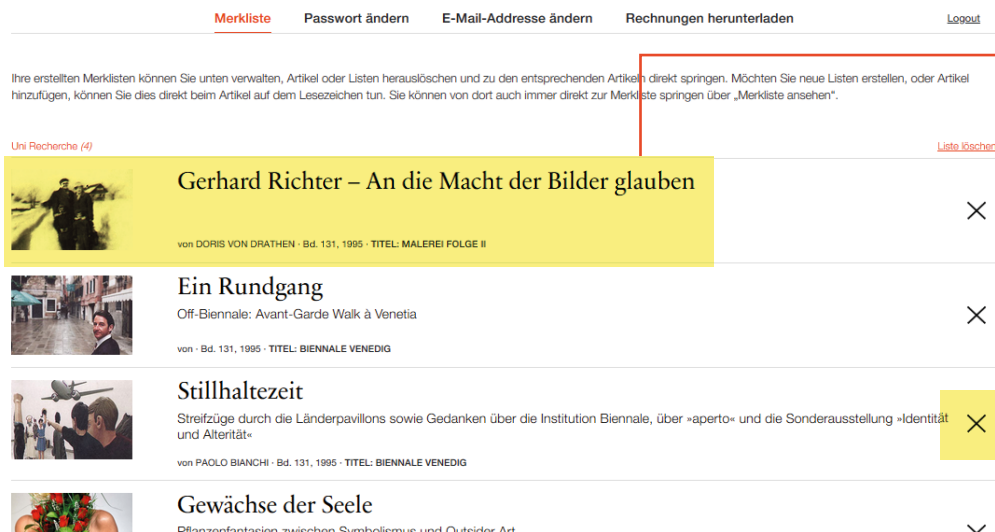 Merkliste Passwort ändern E-Mail-Addresse ändern Rechnungen herunterladen Logout
Ihre erstellten Merklisten können Sie unten verwalten, Artikel oder Listen herauslöschen und zu den entsprechenden Artikeln direkt springen. Möchten Sie neue Listen erstellen, oder Artikel
hinzufügen, können Sie dies direkt beim Artikel auf dem Lesezeichen tun. Sie können von dort auch immer direkt zur Merkliste springen über „Merkliste ansehen“.
Uni Recherche (4) Liste löschen
Gerhard Richter – An die Macht der Bilder glauben
von DORIS VON DRATHEN · Bd. 131, 1995 · TITEL: MALEREI FOLGE II
Ein Rundgang
Off-Biennale: Avant-Garde Walk à Venetia
von · Bd. 131, 1995 · TITEL: BIENNALE VENEDIG
Stillhaltezeit
Streifzüge durch die Länderpavillons sowie Gedanken über die Institution Biennale, über »aperto« und die Sonderausstellung »Identität
und Alterität«
von PAOLO BIANCHI · Bd. 131, 1995 · TITEL: BIENNALE VENEDIG
Gewächse der Seele
Pflanzenfantasien zwischen Symbolismus und Outsider Art